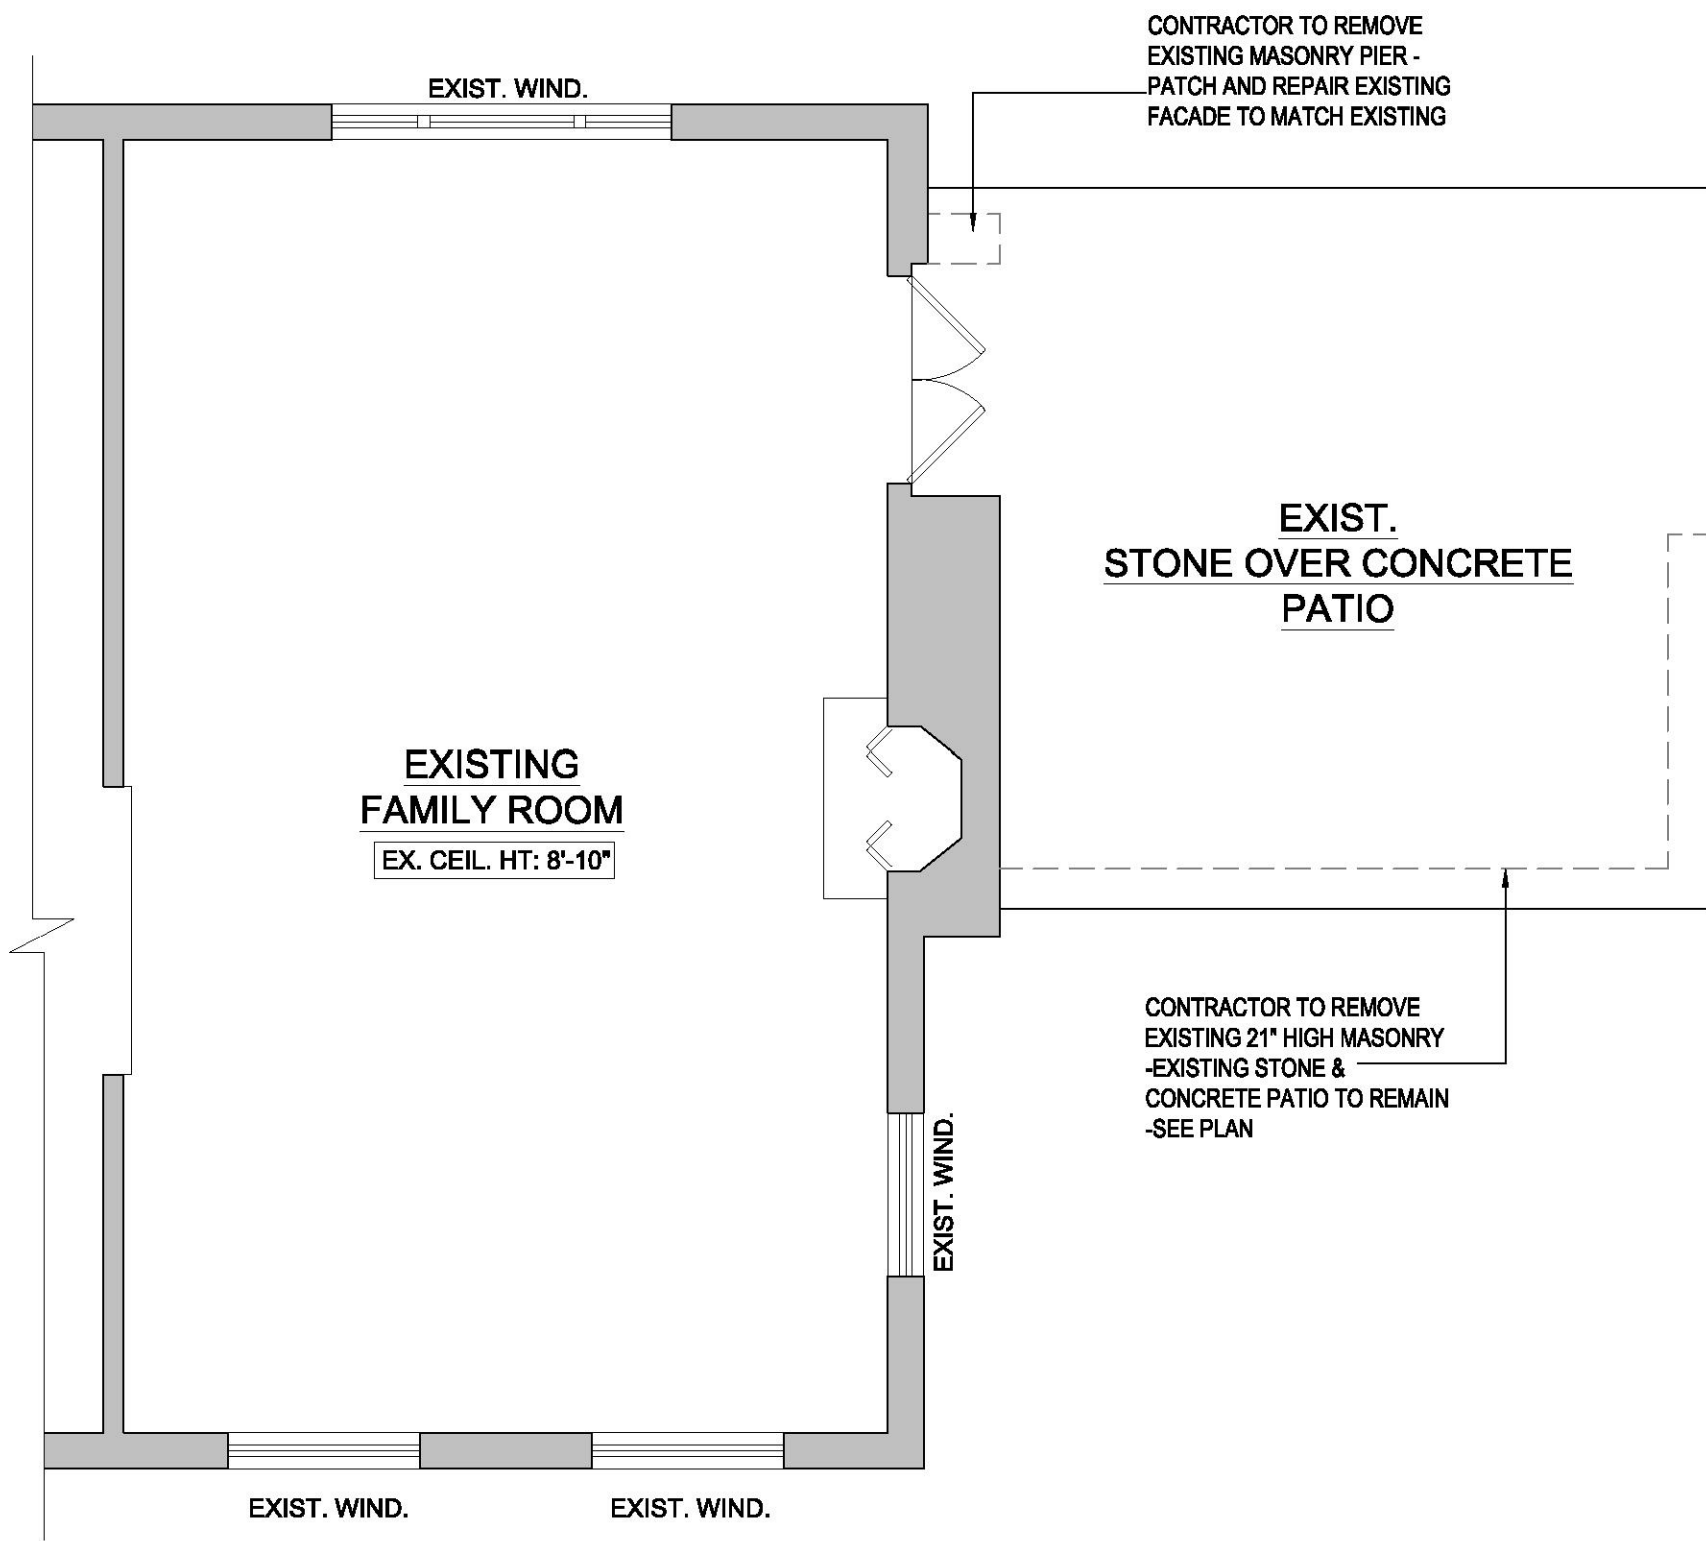 CONTRACTOR TO REMOVE
EXISTING MASONRY PIER -
PATCH AND REPAIR EXISTING
FACADE TO MATCH EXISTING
EXIST. WIND.
EXIST.
STONE OVER CONCRETE
PATIO
EXISTING
FAMILY ROOM
EX. CEIL. HT: 8'-10"
CONTRACTOR TO REMOVE
EXISTING 21" HIGH MASONRY
-EXISTING STONE &
CONCRETE PATIO TO REMAIN
-SEE PLAN
EXIST. WIND.
EXIST. WIND.
EXIST. WIND.